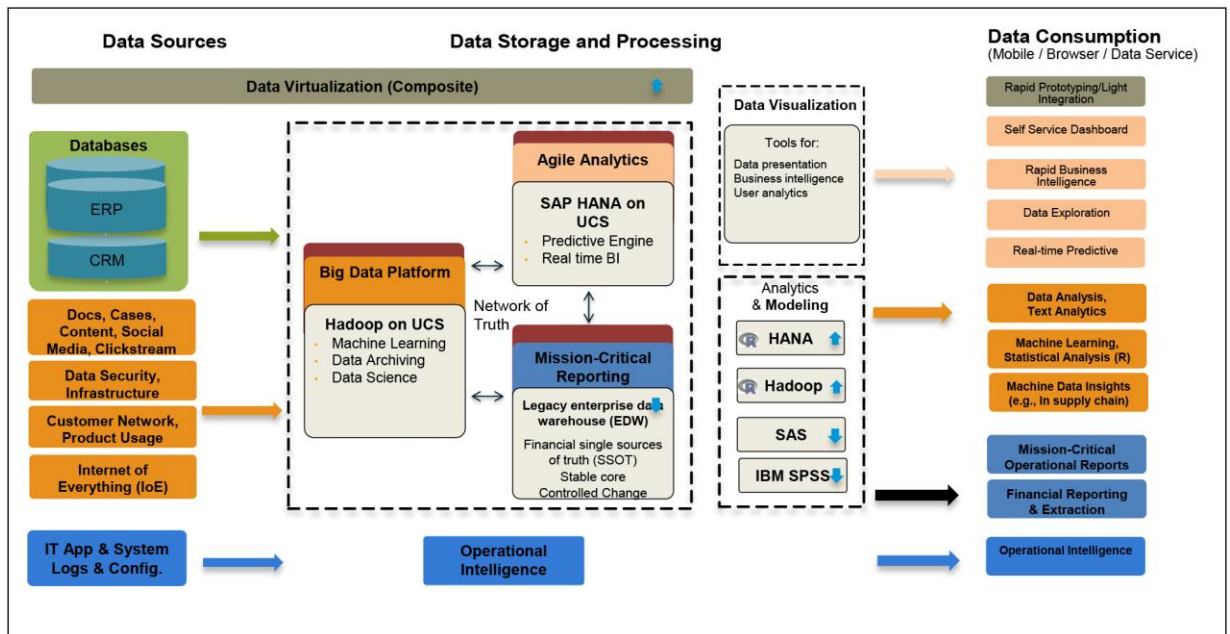 Data Sources
Data Storage and Processing
Data Consumption
(Mobile / Browser / Data Service)
Data Virtualization (Composite)
Databases
ERP
CRM
Docs, Cases,
Content, Social
Media, Clickstream
Data Security,
Infrastructure
Customer Network,
Product Usage
Internet of
Everything (IoE)
IT App & System
Logs & Config.
Big Data Platform
Hadoop on UCS
Machine Learning
Data Archiving
Data Science
Agile Analytics
SAP HANA on
UCS
Predictive Engine
Real time BI
Network of
Truth
Mission-Critical
Reporting
Legacy enterprise data
warehouse (EDW)
Financial single sources
of truth (SSOT)
Stable core
Controlled Change
Operational
Intelligence
Data Visualization
Tools for:
Data presentation
Business intelligence
User analytics
Analytics
& Modeling
R HANA
R Hadoop
SAS
IBM SPSS
Rapid Prototyping/Light
Integration
Self Service Dashboard
Rapid Business
Intelligence
Data Exploration
Real-time Predictive
Data Analysis,
Text Analytics
Machine Learning,
Statistical Analysis (R)
Machine Data Insights
(e.g., In supply chain)
Mission-Critical
Operational Reports
Financial Reporting
& Extraction
Operational Intelligence